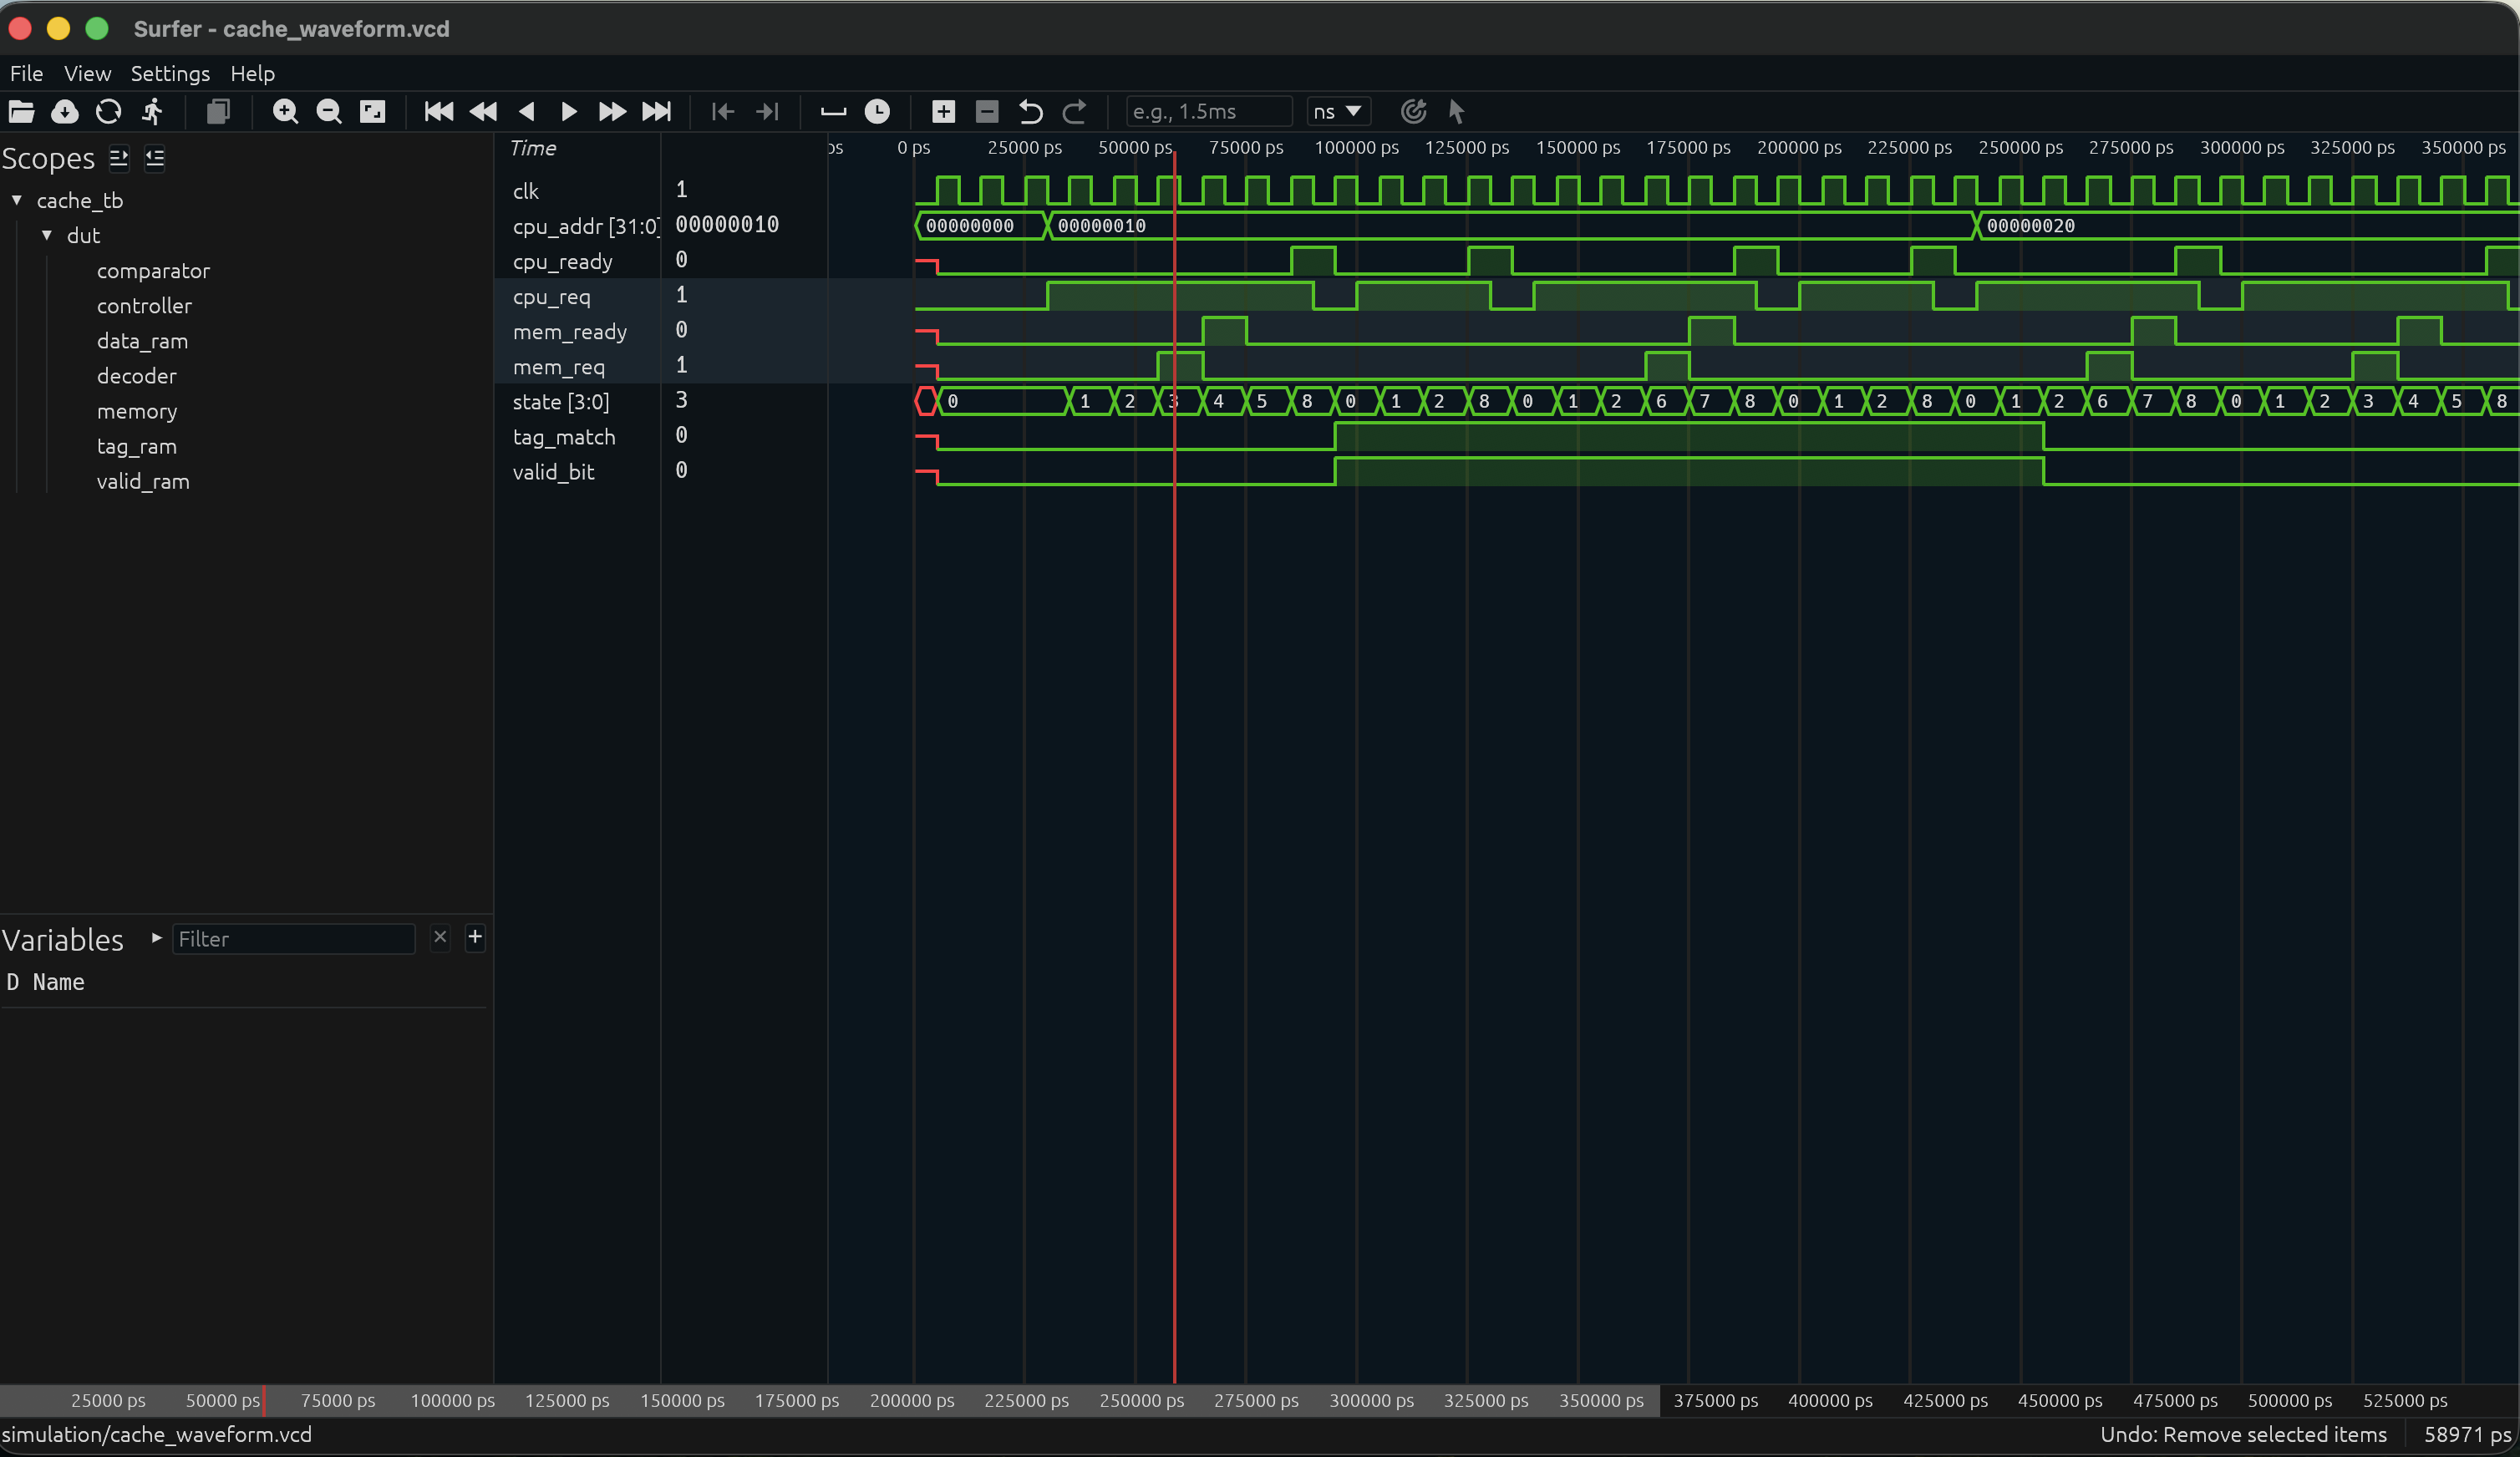 Surfer - cache_waveform.vcd
File View Settings Help
e.g., 1.5ms ns
Scopes
cache_tb
dut
comparator
controller
data_ram
decoder
memory
tag_ram
valid_ram
Variables Filter
D Name
Time ps 0 ps 25000 ps 50000 ps 75000 ps 100000 ps 125000 ps 150000 ps 175000 ps 200000 ps 225000 ps 250000 ps 275000 ps 300000 ps 325000 ps 350000 ps
clk 1
cpu_addr [31:0] 00000010 00000000 00000010 00000020
cpu_ready 0
cpu_req 1
mem_ready 0
mem_req 1
state [3:0] 3 0 1 2 3 4 5 8 0 1 2 8 0 1 2 6 7 8 0 1 2 8 0 1 2 6 7 8 0 1 2 3 4 5 8
tag_match 0
valid_bit 0
25000 ps 50000 ps 75000 ps 100000 ps 125000 ps 150000 ps 175000 ps 200000 ps 225000 ps 250000 ps 275000 ps 300000 ps 325000 ps 350000 ps 375000 ps 400000 ps 425000 ps 450000 ps 475000 ps 500000 ps 525000 ps
simulation/cache_waveform.vcd Undo: Remove selected items 58971 ps